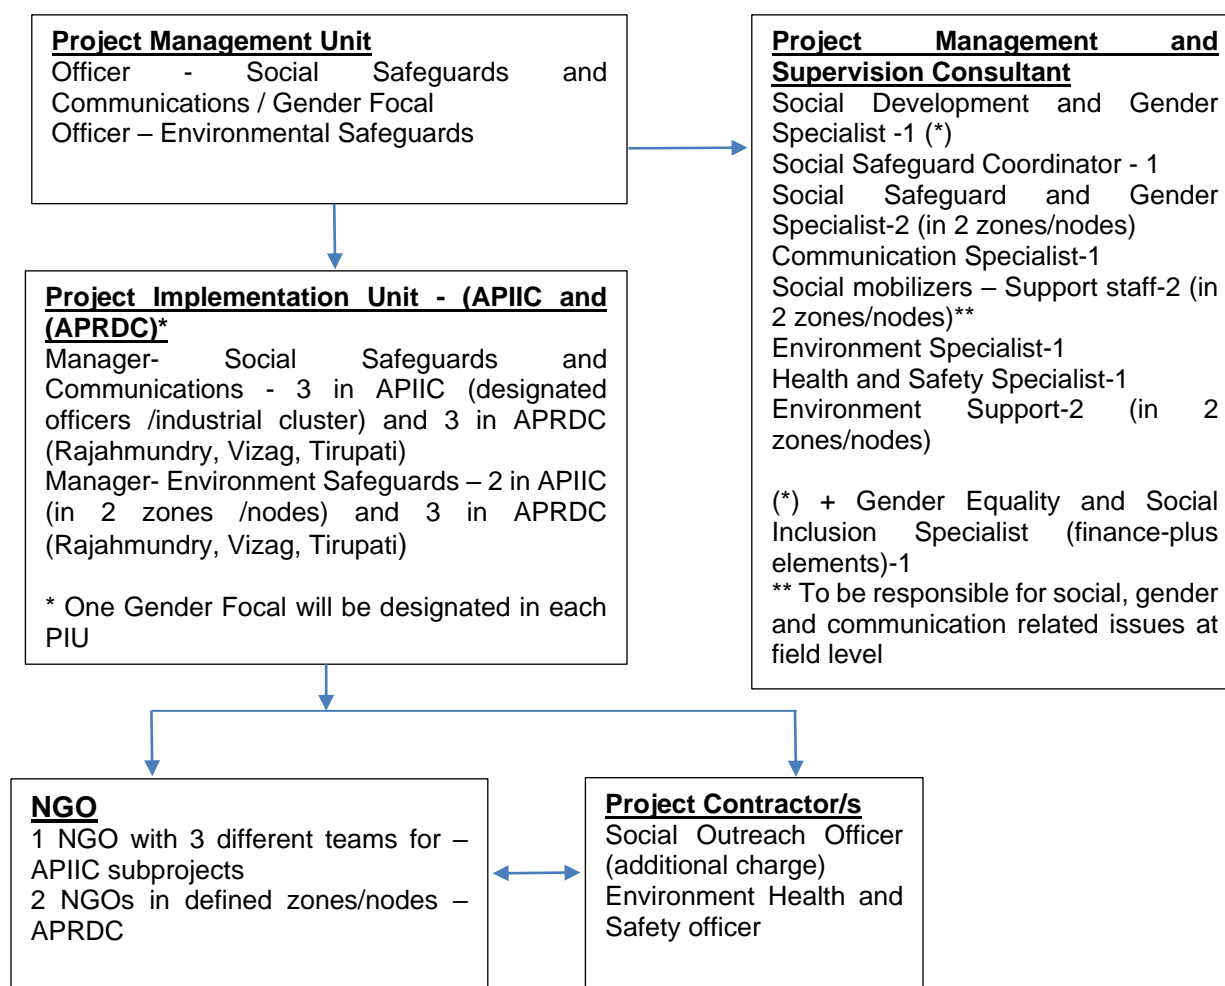 Project Management Unit
Officer - Social Safeguards and
Communications / Gender Focal
Officer – Environmental Safeguards
Project Management and
Supervision Consultant
Social Development and Gender
Specialist -1 (*)
Social Safeguard Coordinator - 1
Social Safeguard and Gender
Specialist-2 (in 2 zones/nodes)
Communication Specialist-1
Social mobilizers – Support staff-2 (in
2 zones/nodes)**
Environment Specialist-1
Health and Safety Specialist-1
Environment Support-2 (in 2
zones/nodes)
(*) + Gender Equality and Social
Inclusion Specialist (finance-plus
elements)-1
** To be responsible for social, gender
and communication related issues at
field level
Project Implementation Unit - (APIIC and
(APRDC)*
Manager- Social Safeguards and
Communications - 3 in APIIC (designated
officers /industrial cluster) and 3 in APRDC
(Rajahmundry, Vizag, Tirupati)
Manager- Environment Safeguards – 2 in APIIC
(in 2 zones /nodes) and 3 in APRDC
(Rajahmundry, Vizag, Tirupati)
* One Gender Focal will be designated in each
PIU
NGO
1 NGO with 3 different teams for –
APIIC subprojects
2 NGOs in defined zones/nodes –
APRDC
Project Contractor/s
Social Outreach Officer
(additional charge)
Environment Health and
Safety officer